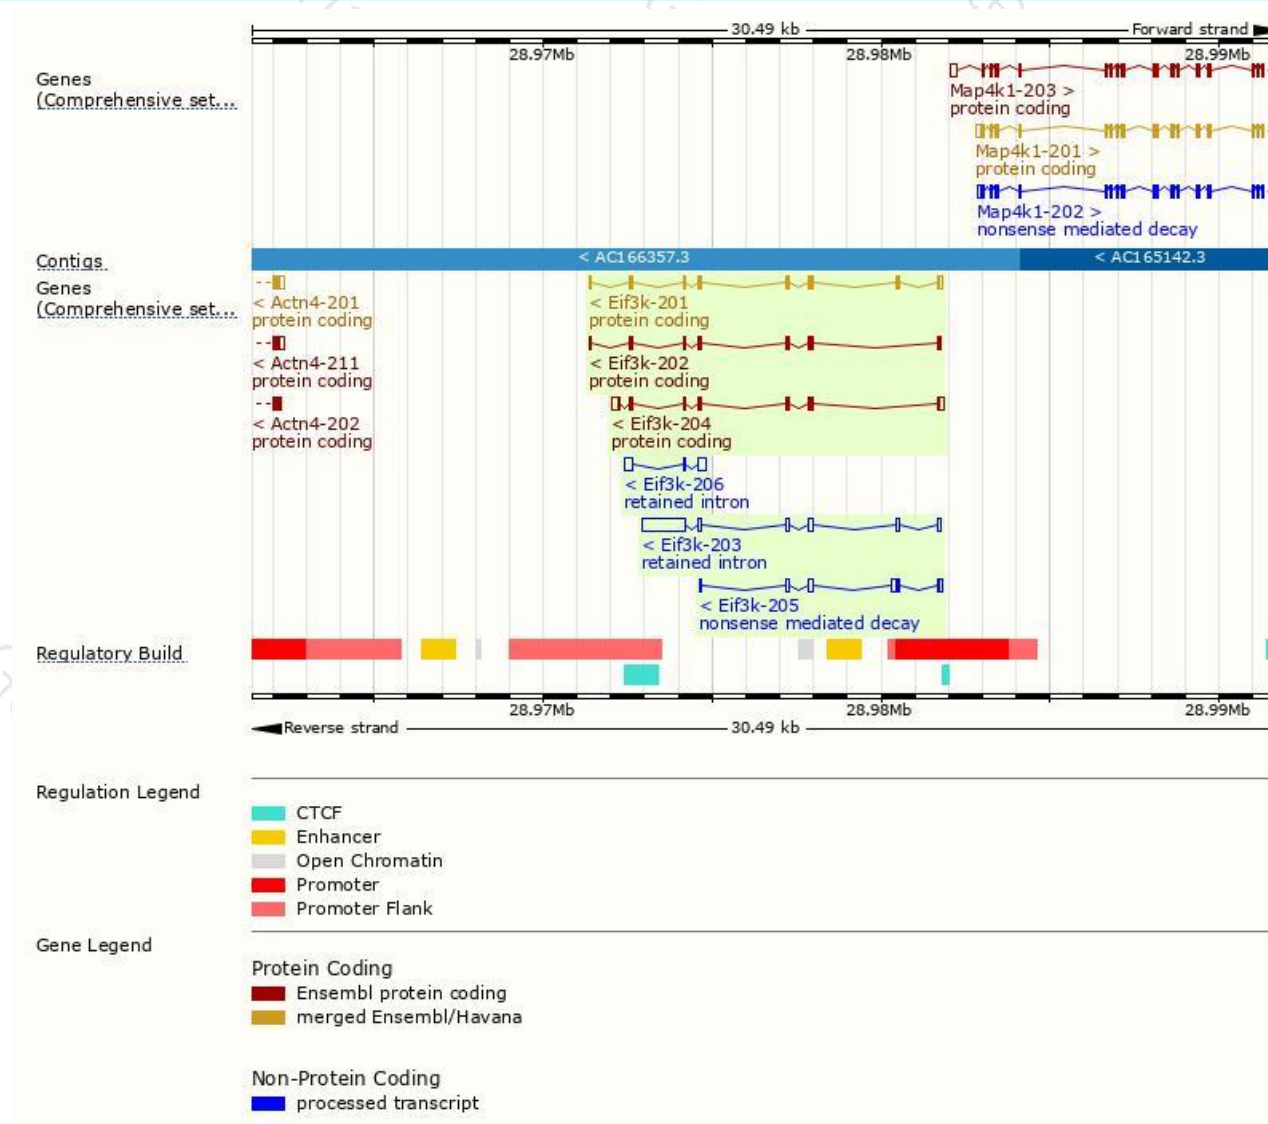 30.49 kb
Forward strand
28.97Mb 28.98Mb 28.99Mb
Genes
(Comprehensive set...
Map4k1-203 >
protein coding
Map4k1-201 >
protein coding
Map4k1-202 >
nonsense mediated decay
Contigs
< AC166357.3
< AC165142.3
Genes
(Comprehensive set...
< Actn4-201
protein coding
< Eif3k-201
protein coding
< Actn4-211
protein coding
< Eif3k-202
protein coding
< Actn4-202
protein coding
< Eif3k-204
protein coding
< Eif3k-206
retained intron
< Eif3k-203
retained intron
< Eif3k-205
nonsense mediated decay
Regulatory Build
28.97Mb 28.98Mb 28.99Mb
Reverse strand
30.49 kb
Regulation Legend
CTCF
Enhancer
Open Chromatin
Promoter
Promoter Flank
Gene Legend
Protein Coding
Ensembl protein coding
merged Ensembl/Havana
Non-Protein Coding
processed transcript